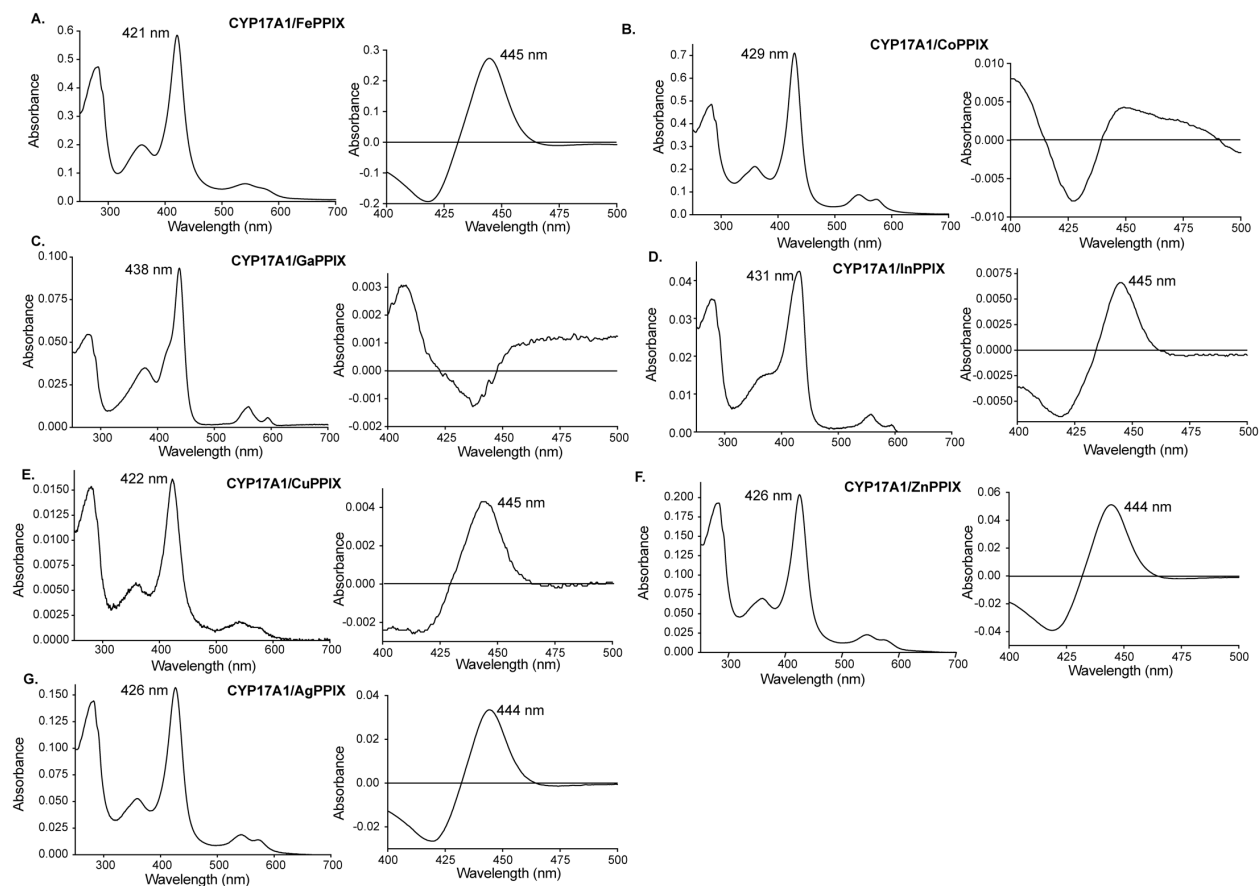 A.
CYP17A1/FePPIX
421 nm
445 nm
Absorbance
0.6
0.5
0.4
0.3
0.2
0.1
0.0
300 400 500 600 700
Wavelength (nm)
Absorbance
0.3
0.2
0.1
0.0
-0.1
-0.2
400 425 450 475 500
Wavelength (nm)
B.
CYP17A1/CoPPIX
429 nm
Absorbance
0.7
0.6
0.5
0.4
0.3
0.2
0.1
0.0
300 400 500 600 700
Wavelength (nm)
Absorbance
0.010
0.005
0.000
-0.005
-0.010
400 425 450 475 500
Wavelength (nm)
C.
CYP17A1/GaPPIX
438 nm
Absorbance
0.100
0.075
0.050
0.025
0.000
300 400 500 600 700
Wavelength (nm)
Absorbance
0.003
0.002
0.001
0.000
-0.001
-0.002
400 425 450 475 500
Wavelength (nm)
D.
CYP17A1/InPPIX
431 nm
445 nm
Absorbance
0.04
0.03
0.02
0.01
0.00
300 400 500 600 700
Wavelength (nm)
Absorbance
0.0075
0.0050
0.0025
0.0000
-0.0025
-0.0050
400 425 450 475 500
Wavelength (nm)
E.
CYP17A1/CuPPIX
422 nm
445 nm
Absorbance
0.0150
0.0125
0.0100
0.0075
0.0050
0.0025
0.0000
300 400 500 600 700
Wavelength (nm)
Absorbance
0.004
0.002
0.000
-0.002
400 425 450 475 500
Wavelength (nm)
F.
CYP17A1/ZnPPIX
426 nm
444 nm
Absorbance
0.200
0.175
0.150
0.125
0.100
0.075
0.050
0.025
0.000
300 400 500 600 700
Wavelength (nm)
Absorbance
0.06
0.04
0.02
0.00
-0.02
-0.04
400 425 450 475 500
Wavelength (nm)
G.
CYP17A1/AgPPIX
426 nm
444 nm
Absorbance
0.150
0.125
0.100
0.075
0.050
0.025
0.000
300 400 500 600 700
Wavelength (nm)
Absorbance
0.04
0.02
0.00
-0.02
400 425 450 475 500
Wavelength (nm)